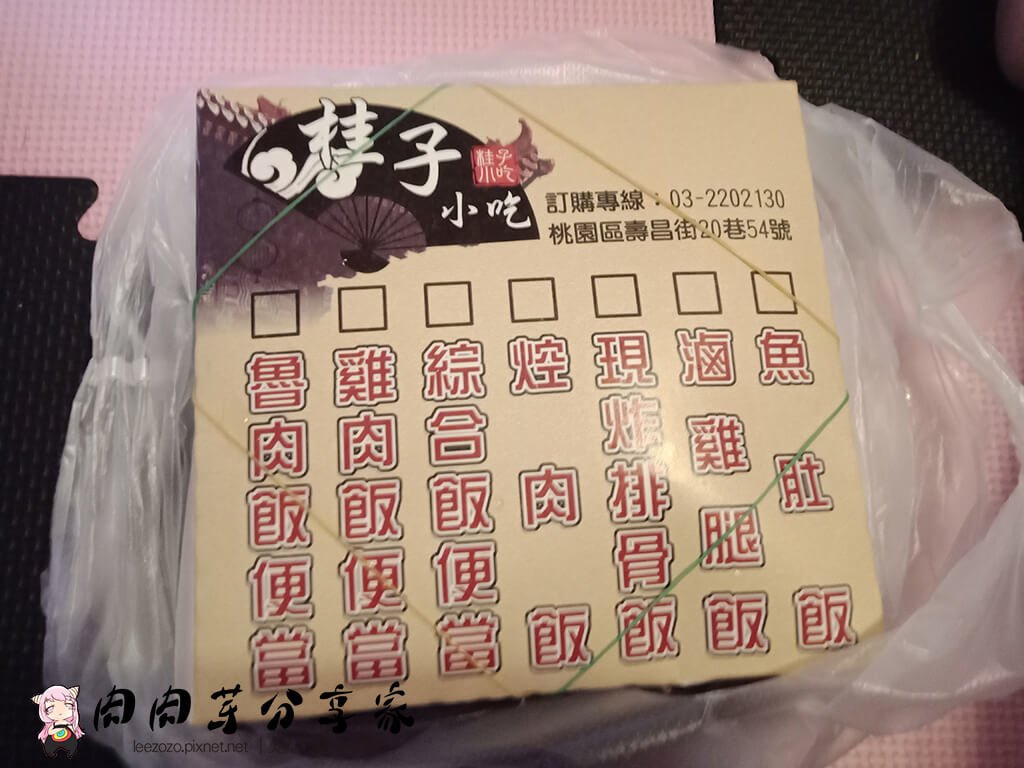 桂子
小吃
桂子
小吃
訂購專線：03-2202130
桃園區壽昌街20巷54號
魯肉飯便當
雞肉飯便當
綜合飯便當
焢肉飯
現炸排骨飯
滷雞腿飯
魚肚飯
肉肉芽分享家
leezozo.pixnet.net